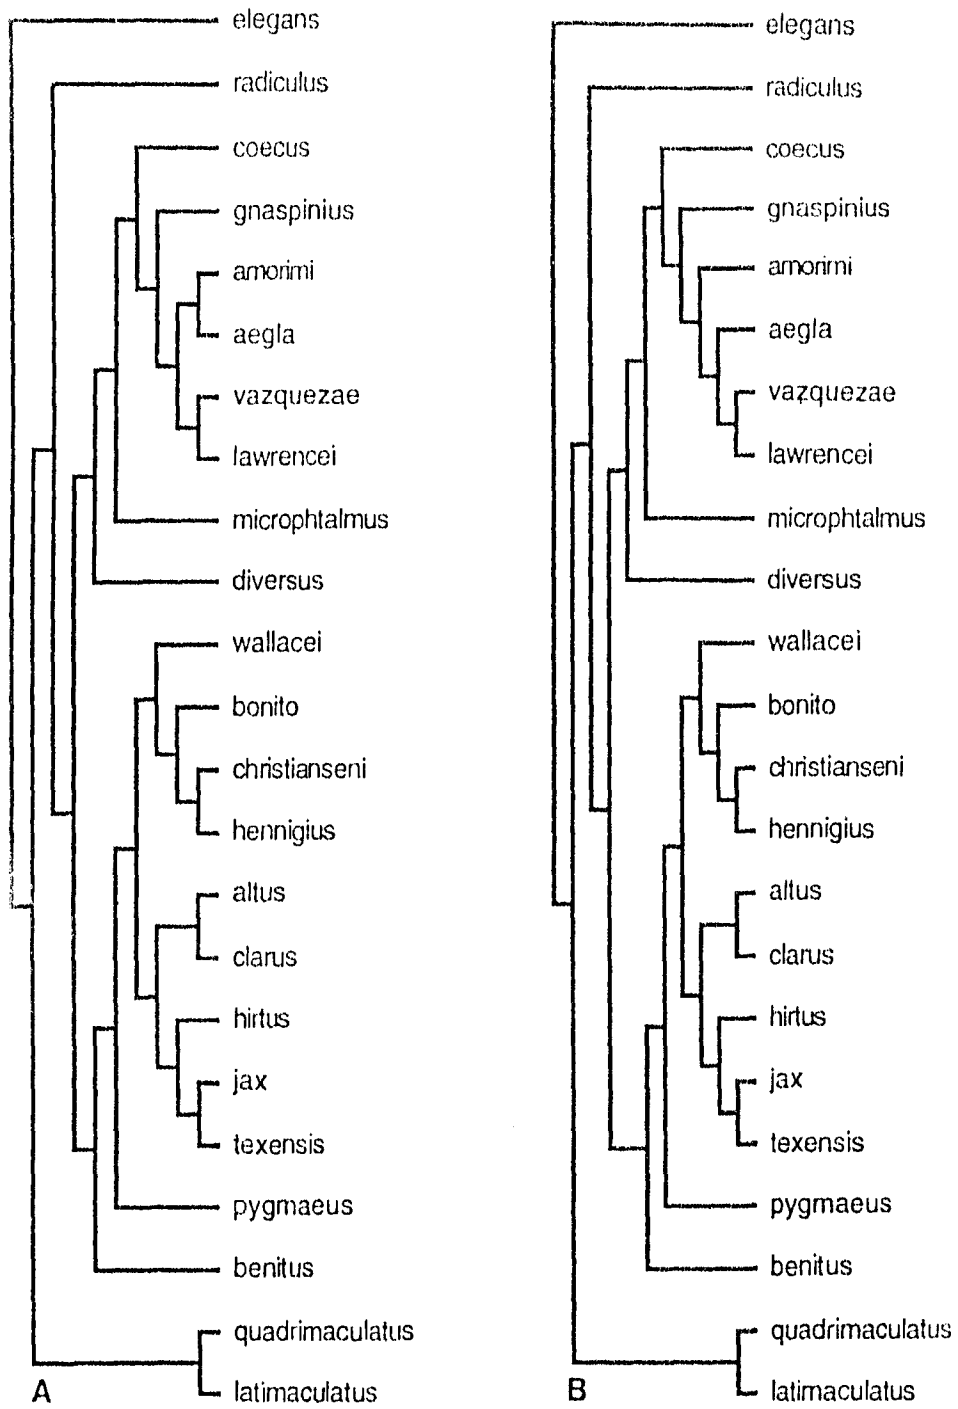 elegans
radiculus
coecus
gnaspinius
amorimi
aegla
vazquezae
lawrencei
microphtalmus
diversus
wallacei
bonito
christianseni
hennigius
altus
clarus
hirtus
jax
texensis
pygmaeus
benitus
quadrimaculatus
latimaculatus
A
elegans
radiculus
coecus
gnaspinius
amorimi
aegla
vazquezae
lawrencei
microphtalmus
diversus
wallacei
bonito
christianseni
hennigius
altus
clarus
hirtus
jax
texensis
pygmaeus
benitus
quadrimaculatus
latimaculatus
B